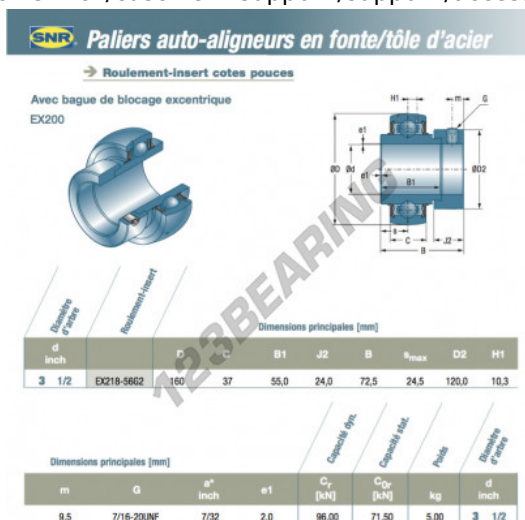 SNR Paliers auto-aligneurs en fonte/tôle d'acier
Roulement-insert cotes pouces
Avec bague de blocage excentrique
EX200
H1 m G
e1
ØD Ød e1 ØD2
B1
s
C J2
B
123BEARING
Diamètre d'arbre Roulement-insert
Dimensions principales [mm]
d inch D C B1 J2 B smax D2 H1
3 1/2 EX218-56G2 160 37 55,0 24,0 72,5 24,5 120,0 10,3
Capacité dyn. Capacité stat. Poids Diamètre d'arbre
Dimensions principales [mm]
m G a* inch e1 Cr [kN] C0r [kN] kg d inch
9,5 7/16-20UNF 7/32 2,0 96,00 71,50 5,00 3 1/2